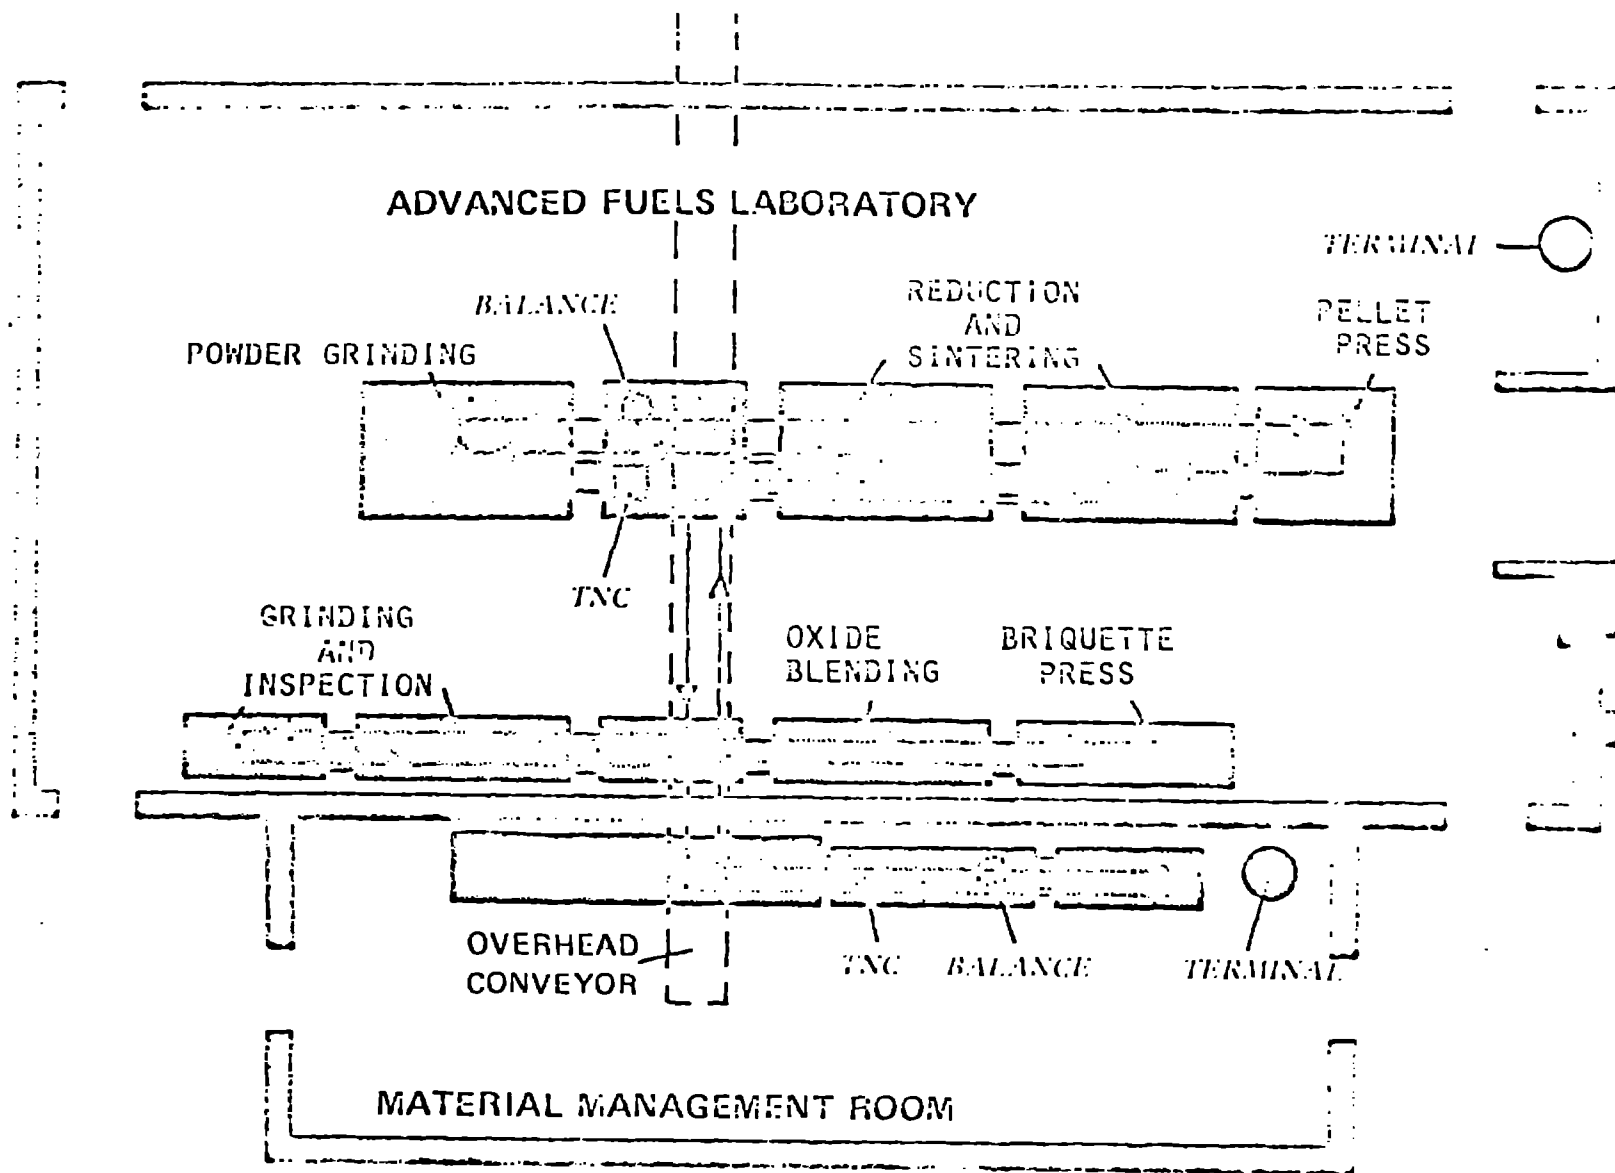 ADVANCED FUELS LABORATORY
TERMINAL
BALANCE
REDUCTION
AND
SINTERING
PELLET
PRESS
POWDER GRINDING
TNC
GRINDING
AND
INSPECTION
OXIDE
BLENDING
BRIQUETTE
PRESS
OVERHEAD
CONVEYOR
TNC
BALANCE
TERMINAL
MATERIAL MANAGEMENT ROOM